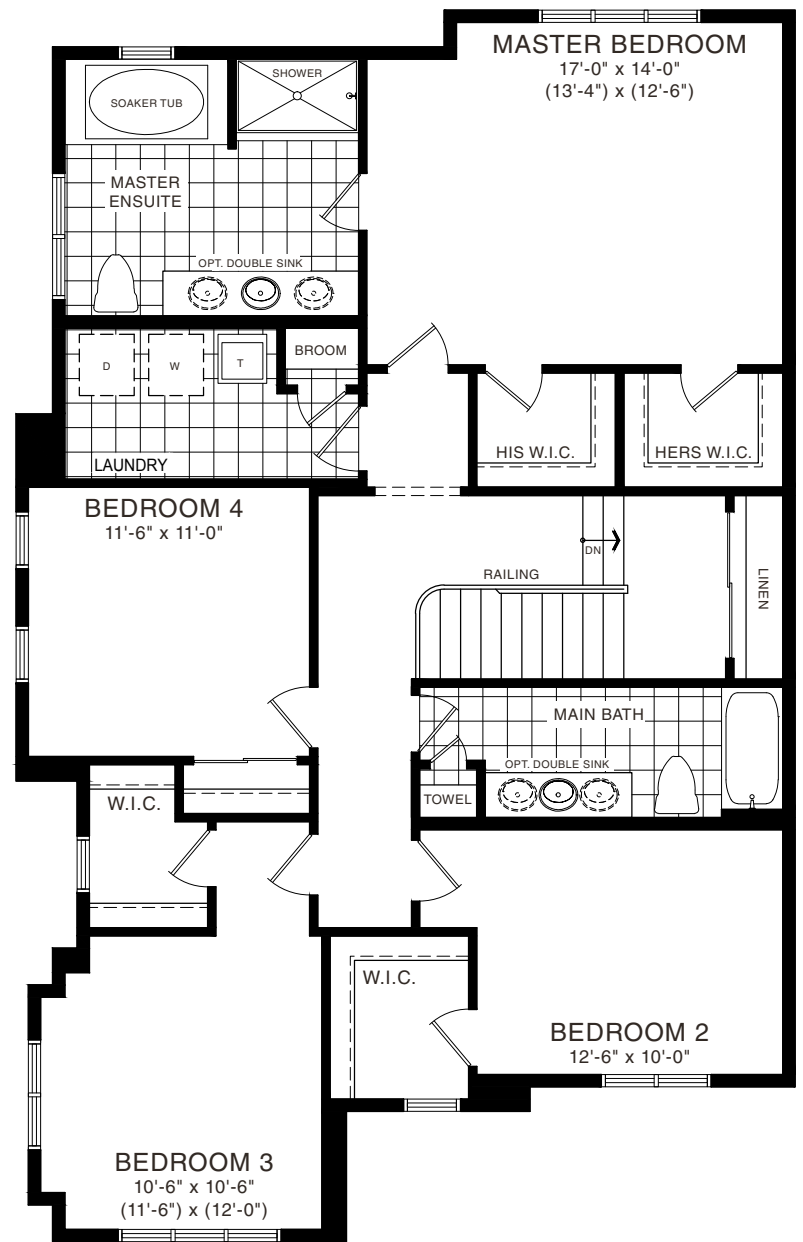 MASTER BEDROOM
17'-0" x 14'-0"
(13'-4") x (12'-6")
SHOWER
SOAKER TUB
MASTER
ENSUITE
OPT. DOUBLE SINK
D
W
T
BROOM
LAUNDRY
HIS W.I.C.
HERS W.I.C.
BEDROOM 4
11'-6" x 11'-0"
DN
RAILING
LINEN
MAIN BATH
OPT. DOUBLE SINK
TOWEL
W.I.C.
W.I.C.
BEDROOM 2
12'-6" x 10'-0"
BEDROOM 3
10'-6" x 10'-6"
(11'-6") x (12'-0")